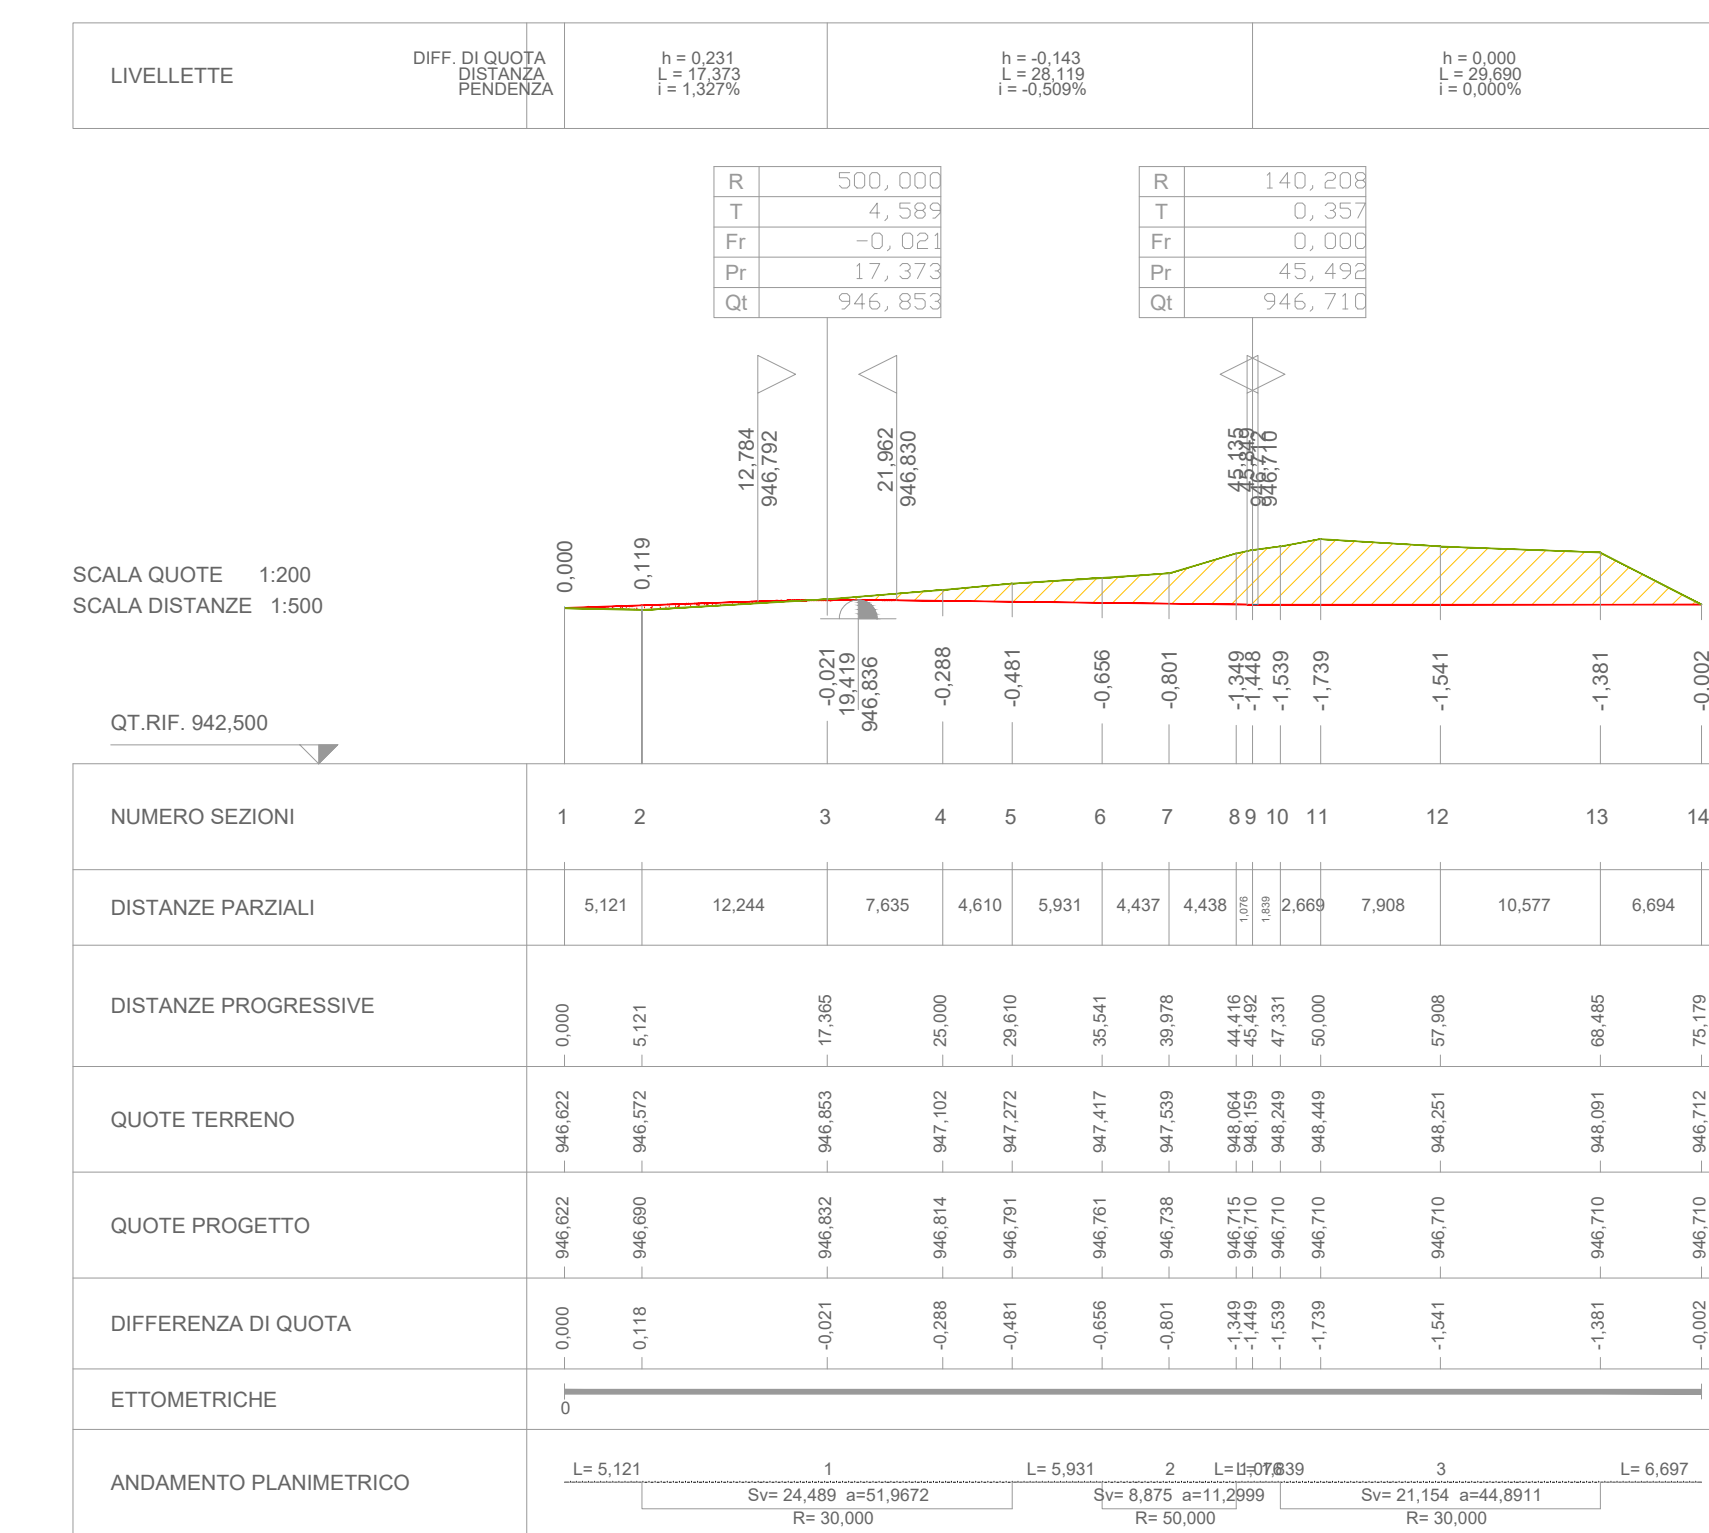 LIVELLETTE
DIFF. DI QUOTA h = 0,231 h = -0,143 h = 0,000
DISTANZA L = 17,373 L = 28,119 L = 29,690
PENDENZA i = 1,327% i = -0,509% i = 0,000%
R 500,000 R 140,208
T 4,589 T 0,357
Fr -0,021 Fr 0,000
Pr 17,373 Pr 45,492
Qt 946,853 Qt 946,710
12,784 21,962 45,135 45,849
946,792 946,830 946,712 946,710
0,000 0,119
SCALA QUOTE 1:200
SCALA DISTANZE 1:500
-0,021 -0,288 -0,481 -0,656 -0,801 -1,349 -1,448 -1,539 -1,739 -1,541 -1,381 -0,002
19,419
946,836
QT.RIF. 942,500
NUMERO SEZIONI 1 2 3 4 5 6 7 8 9 10 11 12 13 14
DISTANZE PARZIALI 5,121 12,244 7,635 4,610 5,931 4,437 4,438 1,076 1,839 2,669 7,908 10,577 6,694
DISTANZE PROGRESSIVE 0,000 5,121 17,365 25,000 29,610 35,541 39,978 44,416 45,492 47,331 50,000 57,908 68,485 75,179
QUOTE TERRENO 946,622 946,572 946,853 947,102 947,272 947,417 947,539 948,064 948,159 948,249 948,449 948,251 948,091 946,712
QUOTE PROGETTO 946,622 946,690 946,832 946,814 946,791 946,761 946,738 946,715 946,710 946,710 946,710 946,710 946,710 946,710
DIFFERENZA DI QUOTA 0,000 0,118 -0,021 -0,288 -0,481 -0,656 -0,801 -1,349 -1,449 -1,539 -1,739 -1,541 -1,381 -0,002
ETTOMETRICHE
0
ANDAMENTO PLANIMETRICO
L= 5,121 1 L= 5,931 2 L= 1,076 L= 1,839 3 L= 6,697
Sv= 24,489 a=51,9672 Sv= 8,875 a=11,2999 Sv= 21,154 a=44,8911
R= 30,000 R= 50,000 R= 30,000